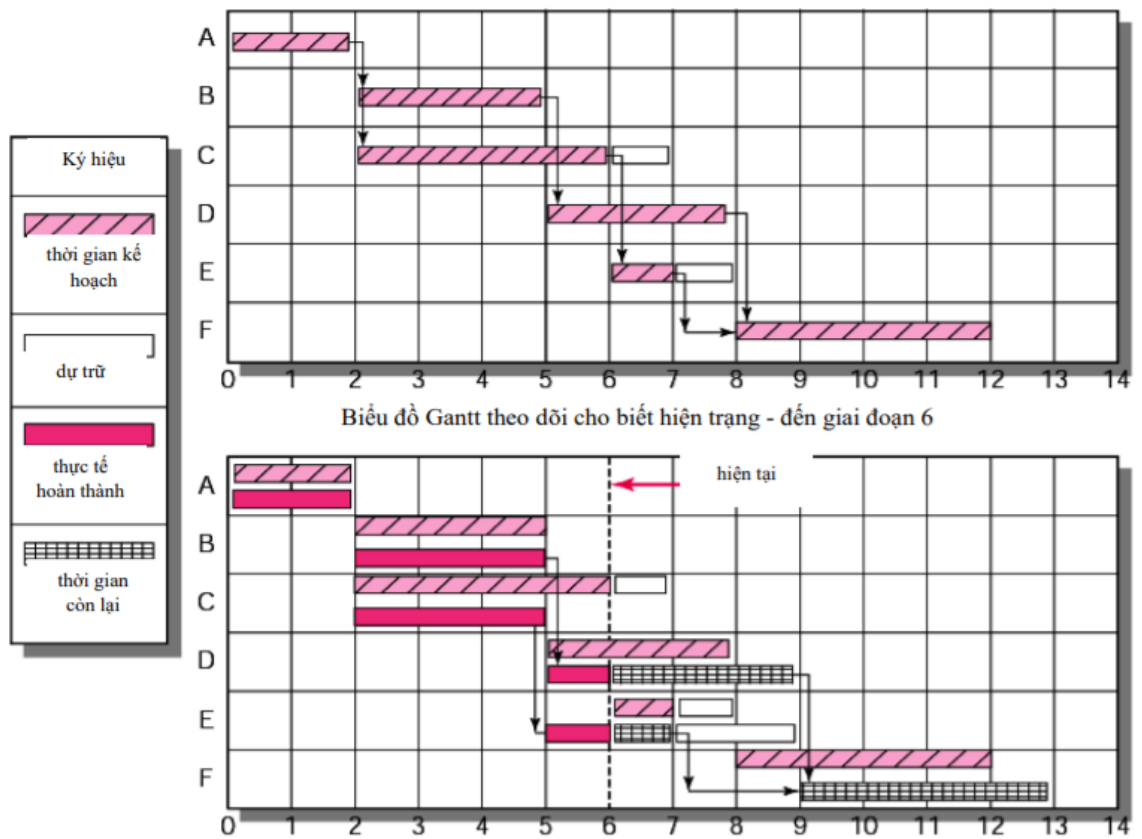 A
B
C
D
E
F
0 1 2 3 4 5 6 7 8 9 10 11 12 13 14
Ký hiệu
thời gian kế
hoạch
dự trữ
thực tế
hoàn thành
thời gian
còn lại
Biểu đồ Gantt theo dõi cho biết hiện trạng - đến giai đoạn 6
hiện tại
A
B
C
D
E
F
0 1 2 3 4 5 6 7 8 9 10 11 12 13 14